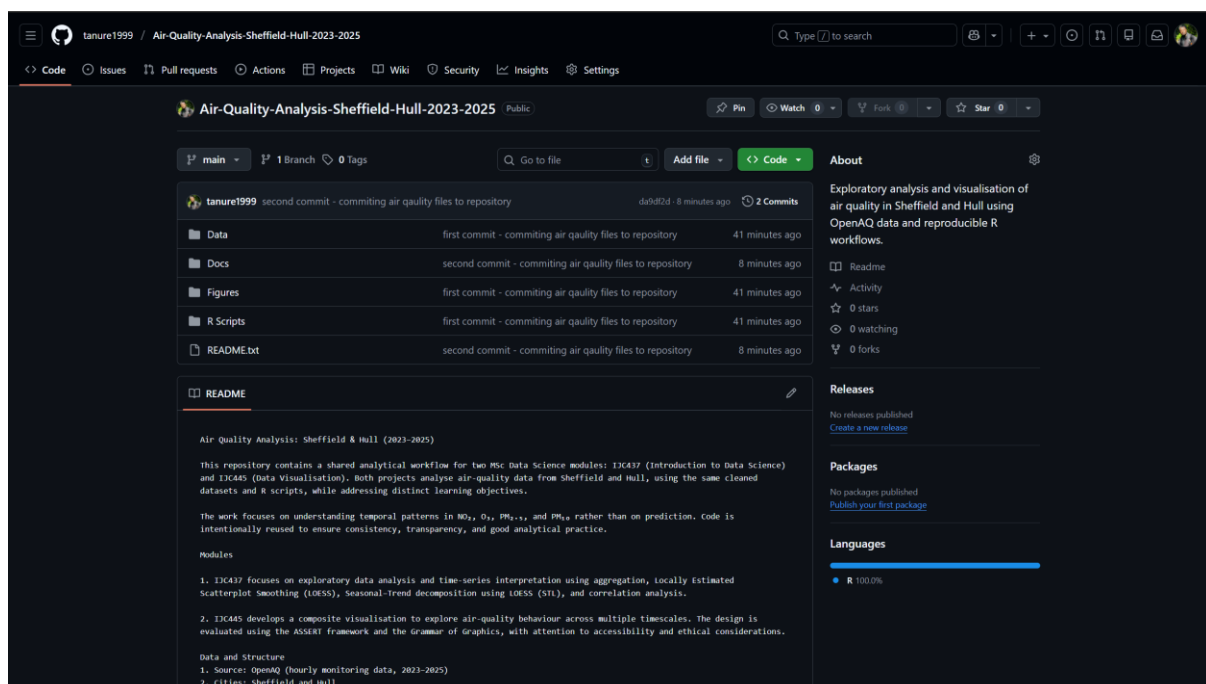 tanure1999 / Air-Quality-Analysis-Sheffield-Hull-2023-2025
Type / to search
<> Code Issues Pull requests Actions Projects Wiki Security Insights Settings
Air-Quality-Analysis-Sheffield-Hull-2023-2025 Public
Pin Watch 0 Fork 0 Star 0
main 1 Branch 0 Tags
Go to file t
Add file
<> Code
tanure1999 second commit - commiting air qaulity files to repository da9df2d · 8 minutes ago 2 Commits
Data first commit - commiting air qaulity files to repository 41 minutes ago
Docs second commit - commiting air qaulity files to repository 8 minutes ago
Figures first commit - commiting air qaulity files to repository 41 minutes ago
R Scripts first commit - commiting air qaulity files to repository 41 minutes ago
README.txt second commit - commiting air qaulity files to repository 8 minutes ago
README
Air Quality Analysis: Sheffield & Hull (2023–2025)
This repository contains a shared analytical workflow for two MSc Data Science modules: IJC437 (Introduction to Data Science)
and IJC445 (Data Visualisation). Both projects analyse air-quality data from Sheffield and Hull, using the same cleaned
datasets and R scripts, while addressing distinct learning objectives.
The work focuses on understanding temporal patterns in NO₂, O₃, PM₂.₅, and PM₁₀ rather than on prediction. Code is
intentionally reused to ensure consistency, transparency, and good analytical practice.
Modules
1. IJC437 focuses on exploratory data analysis and time-series interpretation using aggregation, Locally Estimated
Scatterplot Smoothing (LOESS), Seasonal-Trend decomposition using LOESS (STL), and correlation analysis.
2. IJC445 develops a composite visualisation to explore air-quality behaviour across multiple timescales. The design is
evaluated using the ASSERT framework and the Grammar of Graphics, with attention to accessibility and ethical considerations.
Data and Structure
1. Source: OpenAQ (hourly monitoring data, 2023–2025)
2. Cities: Sheffield and Hull
About
Exploratory analysis and visualisation of
air quality in Sheffield and Hull using
OpenAQ data and reproducible R
workflows.
Readme
Activity
0 stars
0 watching
0 forks
Releases
No releases published
Create a new release
Packages
No packages published
Publish your first package
Languages
R 100.0%